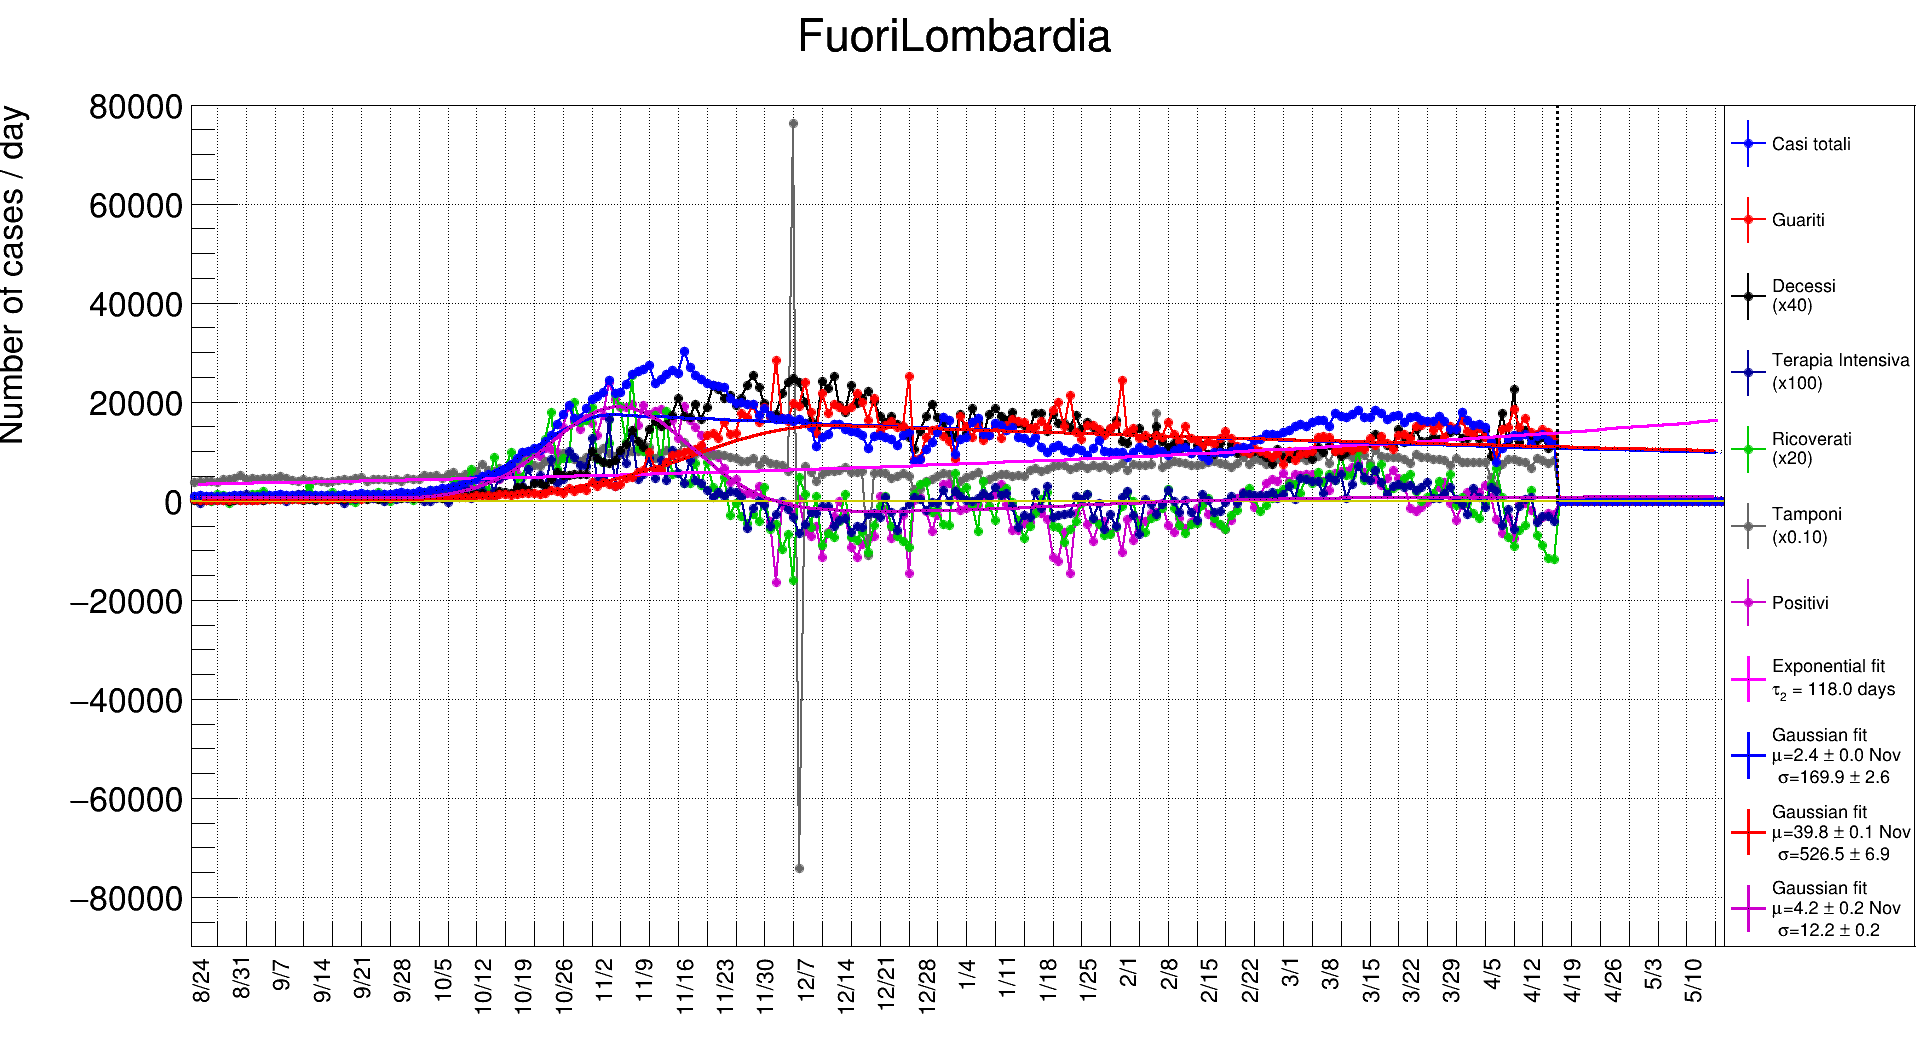 FuoriLombardia
Number of cases / day
80000
60000
40000
20000
0
−20000
−40000
−60000
−80000
8/24
8/31
9/7
9/14
9/21
9/28
10/5
10/12
10/19
10/26
11/2
11/9
11/16
11/23
11/30
12/7
12/14
12/21
12/28
1/4
1/11
1/18
1/25
2/1
2/8
2/15
2/22
3/1
3/8
3/15
3/22
3/29
4/5
4/12
4/19
4/26
5/3
5/10
Casi totali
Guariti
Decessi
(x40)
Terapia Intensiva
(x100)
Ricoverati
(x20)
Tamponi
(x0.10)
Positivi
Exponential fit
τ2 = 118.0 days
Gaussian fit
μ=2.4 ± 0.0 Nov
σ=169.9 ± 2.6
Gaussian fit
μ=39.8 ± 0.1 Nov
σ=526.5 ± 6.9
Gaussian fit
μ=4.2 ± 0.2 Nov
σ=12.2 ± 0.2